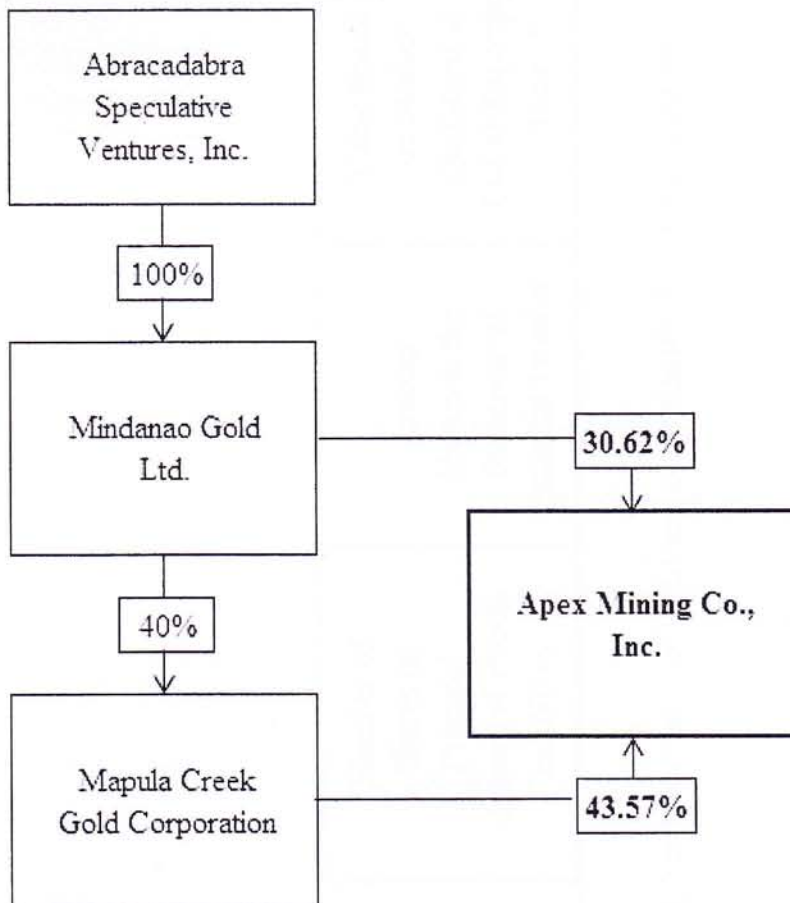 Abracadabra
Speculative
Ventures, Inc.
100%
Mindanao Gold
Ltd.
30.62%
40%
Apex Mining Co.,
Inc.
Mapula Creek
Gold Corporation
43.57%